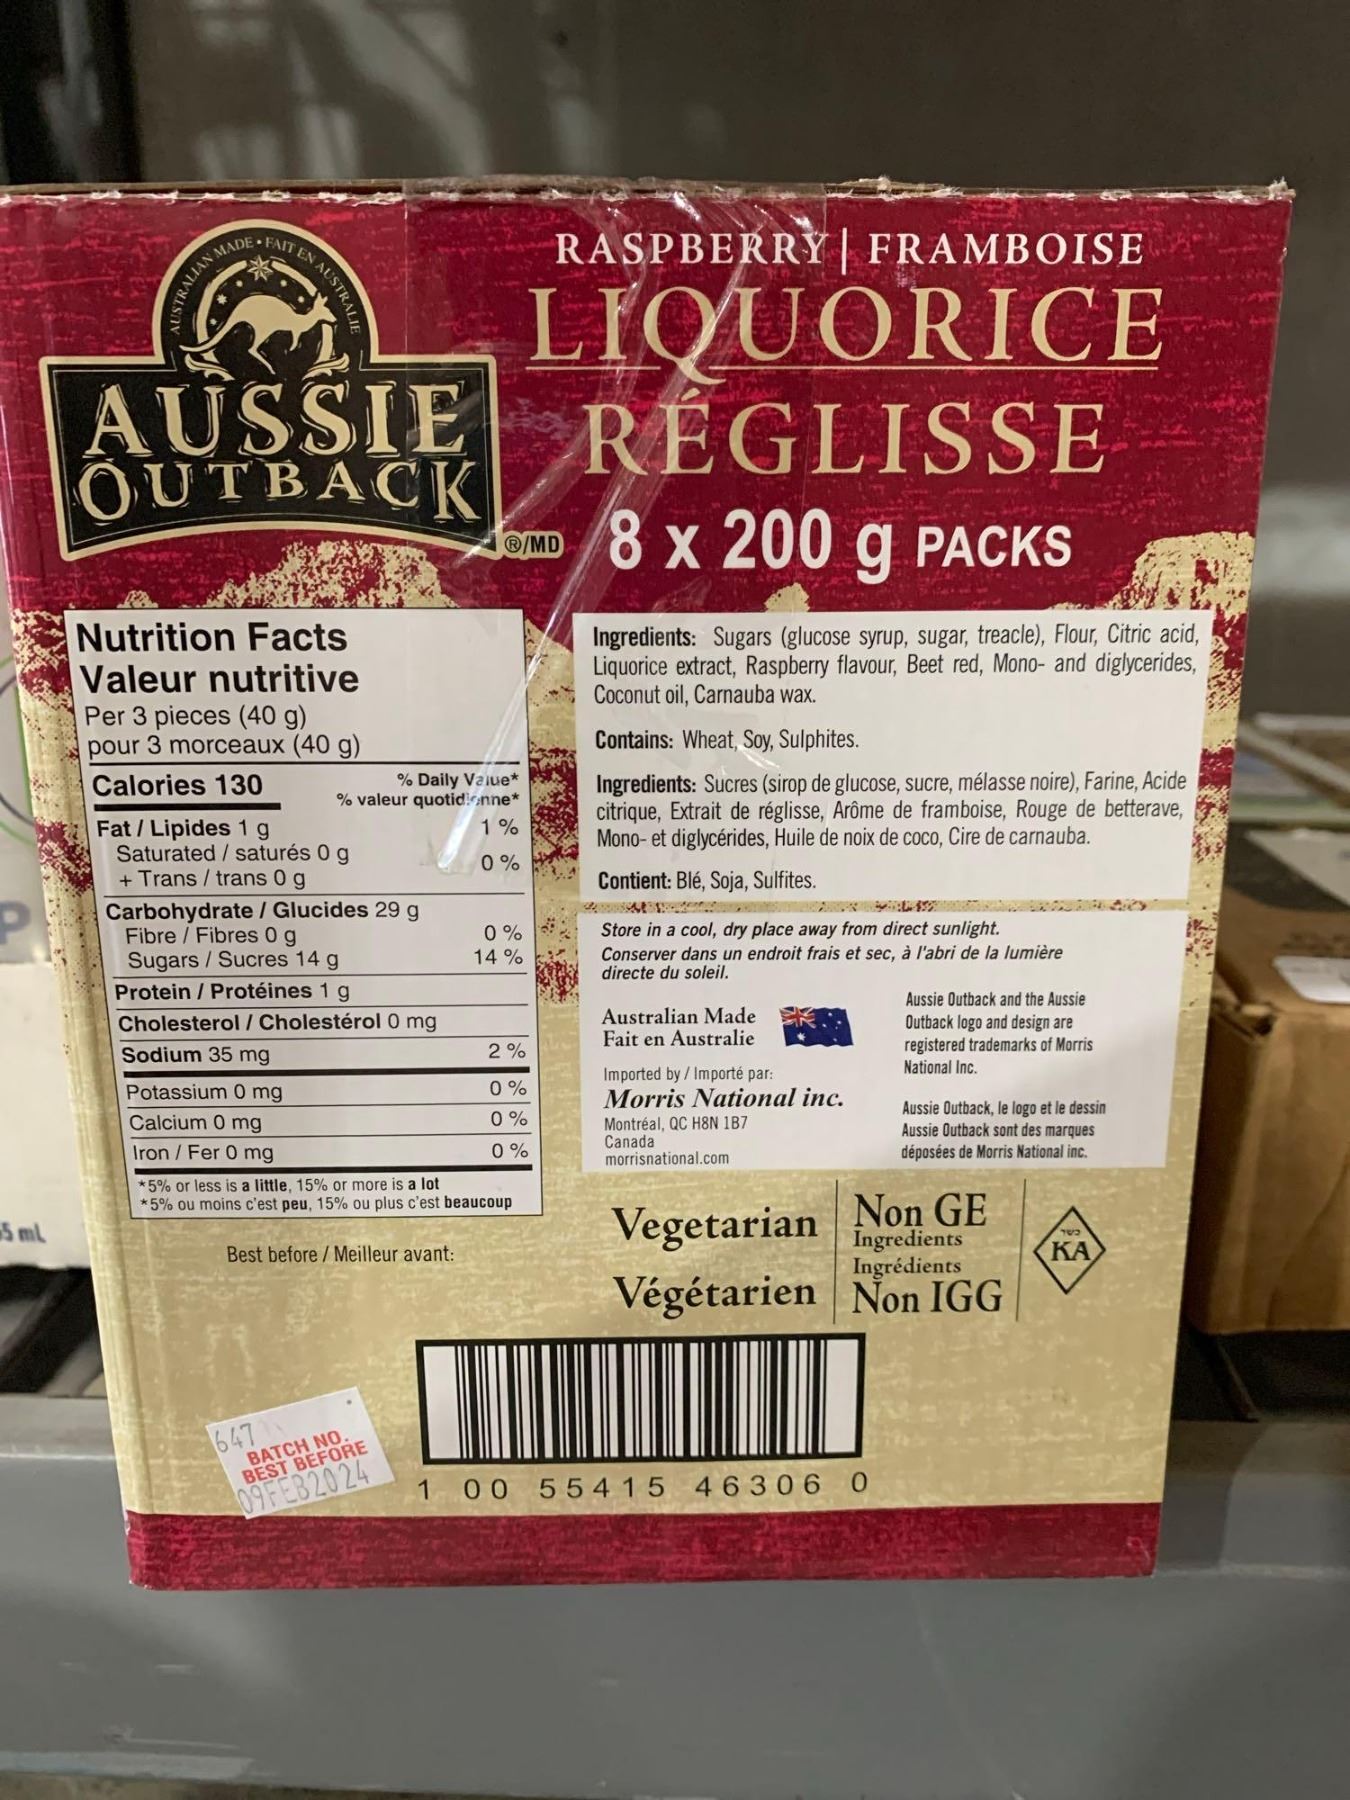 AUSTRALIAN MADE • FAIT EN AUSTRALIE
AUSSIE
OUTBACK
®/MD
RASPBERRY | FRAMBOISE
LIQUORICE
RÉGLISSE
8 x 200 g PACKS
Nutrition Facts
Valeur nutritive
Per 3 pieces (40 g)
pour 3 morceaux (40 g)
Calories 130
% Daily Value*
% valeur quotidienne*
Fat / Lipides 1 g 1 %
Saturated / saturés 0 g
+ Trans / trans 0 g 0 %
Carbohydrate / Glucides 29 g
Fibre / Fibres 0 g 0 %
Sugars / Sucres 14 g 14 %
Protein / Protéines 1 g
Cholesterol / Cholestérol 0 mg
Sodium 35 mg 2 %
Potassium 0 mg 0 %
Calcium 0 mg 0 %
Iron / Fer 0 mg 0 %
*5% or less is a little, 15% or more is a lot
*5% ou moins c'est peu, 15% ou plus c'est beaucoup
Best before / Meilleur avant:
Ingredients: Sugars (glucose syrup, sugar, treacle), Flour, Citric acid,
Liquorice extract, Raspberry flavour, Beet red, Mono- and diglycerides,
Coconut oil, Carnauba wax.
Contains: Wheat, Soy, Sulphites.
Ingredients: Sucres (sirop de glucose, sucre, mélasse noire), Farine, Acide
citrique, Extrait de réglisse, Arôme de framboise, Rouge de betterave,
Mono- et diglycérides, Huile de noix de coco, Cire de carnauba.
Contient: Blé, Soja, Sulfites.
Store in a cool, dry place away from direct sunlight.
Conserver dans un endroit frais et sec, à l'abri de la lumière
directe du soleil.
Australian Made
Fait en Australie
Imported by / Importé par:
Morris National inc.
Montréal, QC H8N 1B7
Canada
morrisnational.com
Aussie Outback and the Aussie
Outback logo and design are
registered trademarks of Morris
National Inc.
Aussie Outback, le logo et le dessin
Aussie Outback sont des marques
déposées de Morris National inc.
Vegetarian
Végétarien
Non GE
Ingredients
Ingrédients
Non IGG
כשר
KA
647
BATCH NO.
BEST BEFORE
09FEB2024
1 00 55415 46306 0
P
55 mL